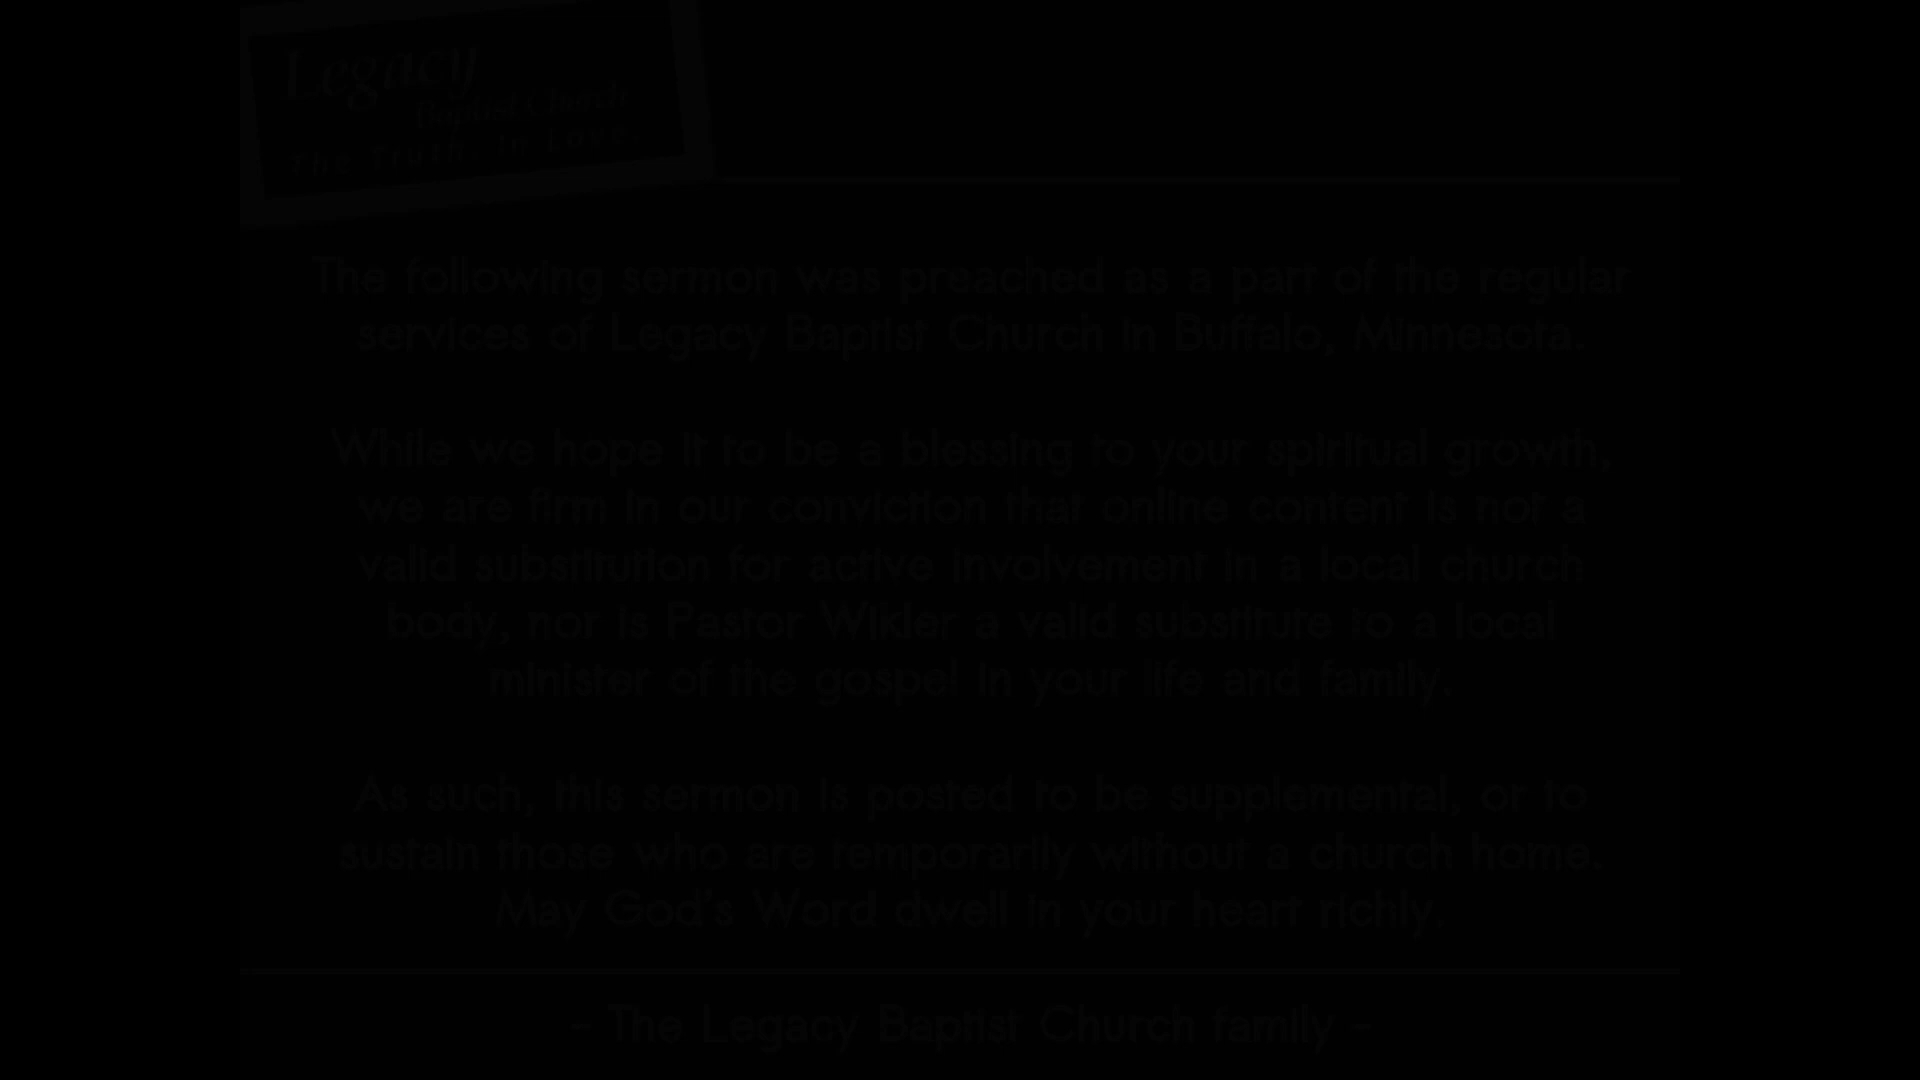 Legacy
Baptist Church
The Truth. In Love.
The following sermon was preached as a part of the regular
services of Legacy Baptist Church in Buffalo, Minnesota.
While we hope it to be a blessing to your spiritual growth,
we are firm in our conviction that online content is not a
valid substitution for active involvement in a local church
body, nor is Pastor Wikler a valid substitute to a local
minister of the gospel in your life and family.
As such, this sermon is posted to be supplemental, or to
sustain those who are temporarily without a church home.
May God's Word dwell in your heart richly.
- The Legacy Baptist Church family -